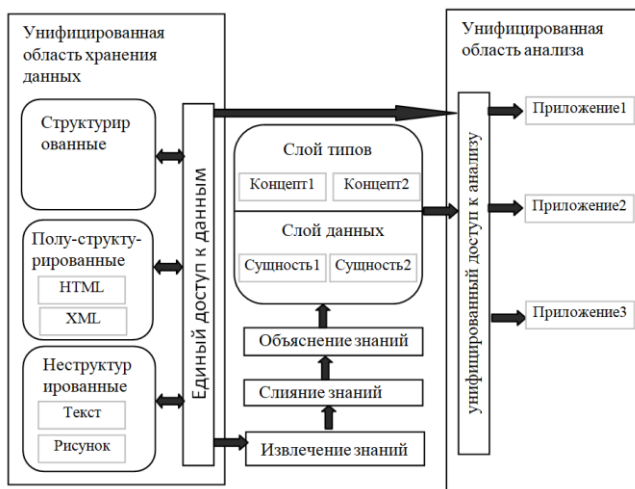 Унифицированная
область хранения
данных
Структурир
ованные
Полу-структу-
рированные
HTML
XML
Неструктур
ированные
Текст
Рисунок
Единый доступ к данным
Слой типов
Концепт1
Концепт2
Слой данных
Сущность1
Сущность2
Объяснение знаний
Слияние знаний
Извлечение знаний
Унифицированная
область анализа
унифицированный доступ к анализу
Приложение1
Приложение2
Приложение3